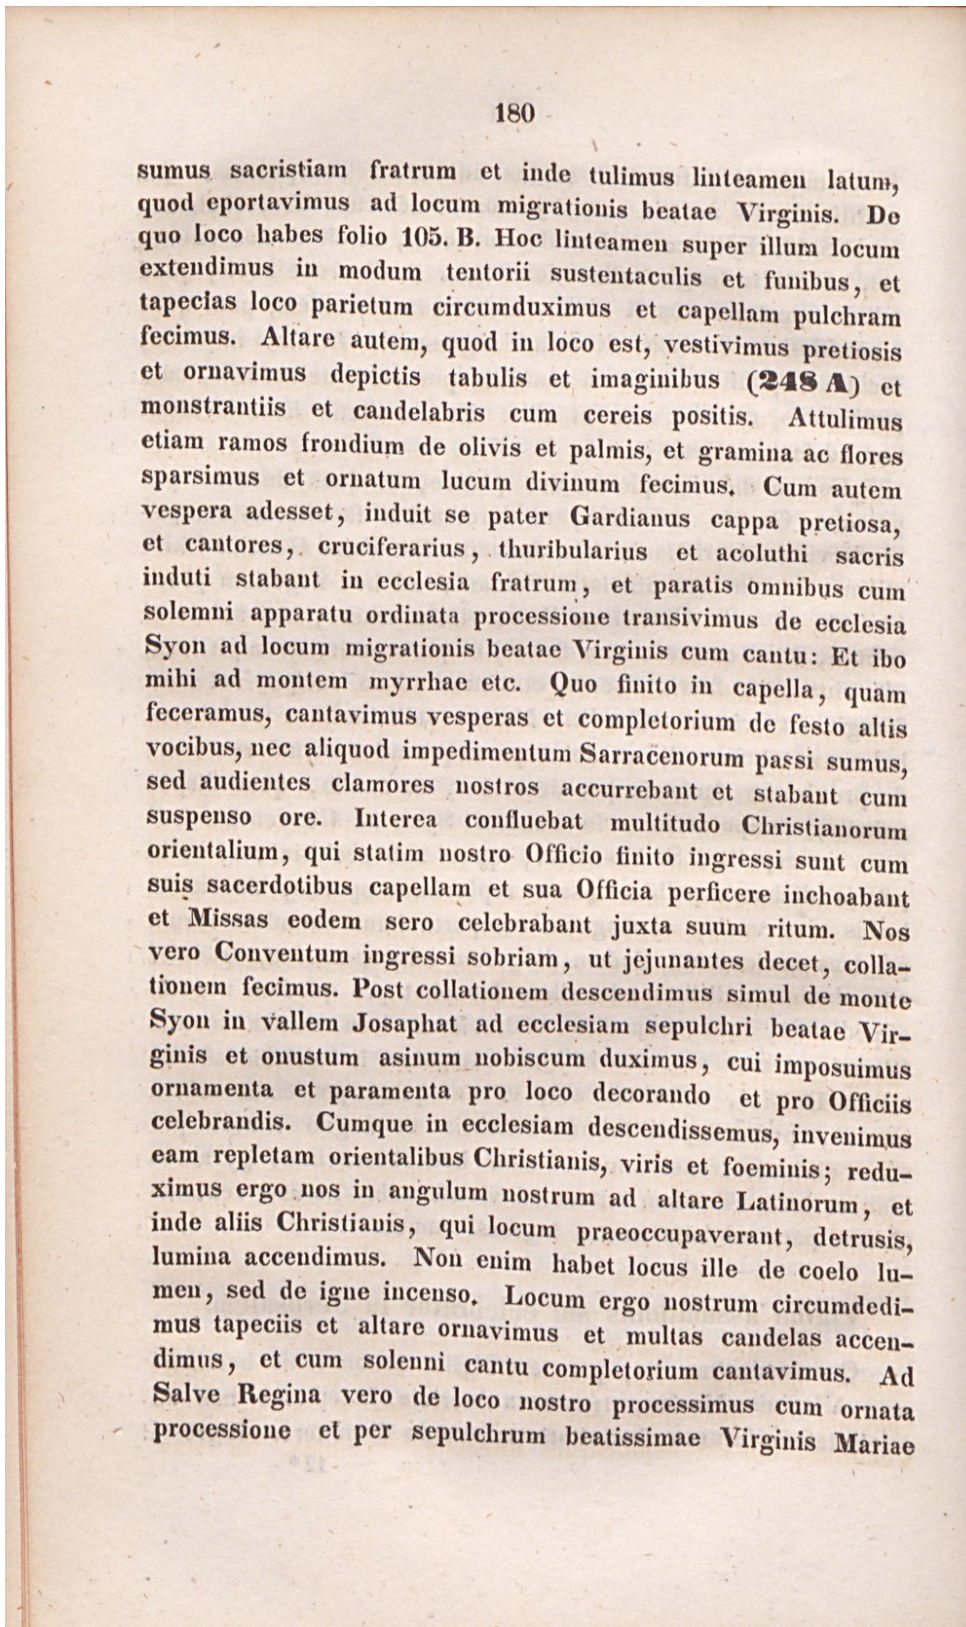 180
sumus sacristiam fratrum et inde tulimus linteamen latum,
quod eportavimus ad locum migrationis beatae Virginis. De
quo loco habes folio 105. B. Hoc linteamen super illum locum
extendimus in modum tentorii sustentaculis et funibus, et
tapecias loco parietum circumduximus et capellam pulchram
fecimus. Altare autem, quod in loco est, vestivimus pretiosis
et ornavimus depictis tabulis et imaginibus (248 A) et
monstrantiis et candelabris cum cereis positis. Attulimus
etiam ramos frondium de olivis et palmis, et gramina ac flores
sparsimus et ornatum lucum divinum fecimus. Cum autem
vespera adesset, induit se pater Gardianus cappa pretiosa,
et cantores, cruciferarius, thuribularius et acoluthi sacris
induti stabant in ecclesia fratrum, et paratis omnibus cum
solemni apparatu ordinata processione transivimus de ecclesia
Syon ad locum migrationis beatae Virginis cum cantu: Et ibo
mihi ad montem myrrhae etc. Quo finito in capella, quam
feceramus, cantavimus vesperas et completorium de festo altis
vocibus, nec aliquod impedimentum Sarracenorum passi sumus,
sed audientes clamores nostros accurrebant et stabant cum
suspenso ore. Interea confluebat multitudo Christianorum
orientalium, qui statim nostro Officio finito ingressi sunt cum
suis sacerdotibus capellam et sua Officia perficere inchoabant
et Missas eodem sero celebrabant juxta suum ritum. Nos
vero Conventum ingressi sobriam, ut jejunantes decet, colla-
tionem fecimus. Post collationem descendimus simul de monte
Syon in vallem Josaphat ad ecclesiam sepulchri beatae Vir-
ginis et onustum asinum nobiscum duximus, cui imposuimus
ornamenta et paramenta pro loco decorando et pro Officiis
celebrandis. Cumque in ecclesiam descendissemus, invenimus
eam repletam orientalibus Christianis, viris et foeminis; redu-
ximus ergo nos in angulum nostrum ad altare Latinorum, et
inde aliis Christianis, qui locum praeoccupaverant, detrusis,
lumina accendimus. Non enim habet locus ille de coelo lu-
men, sed de igne incenso. Locum ergo nostrum circumdedi-
mus tapeciis et altare ornavimus et multas candelas accen-
dimus, et cum solenni cantu completorium cantavimus. Ad
Salve Regina vero de loco nostro processimus cum ornata
processione et per sepulchrum beatissimae Virginis Mariae